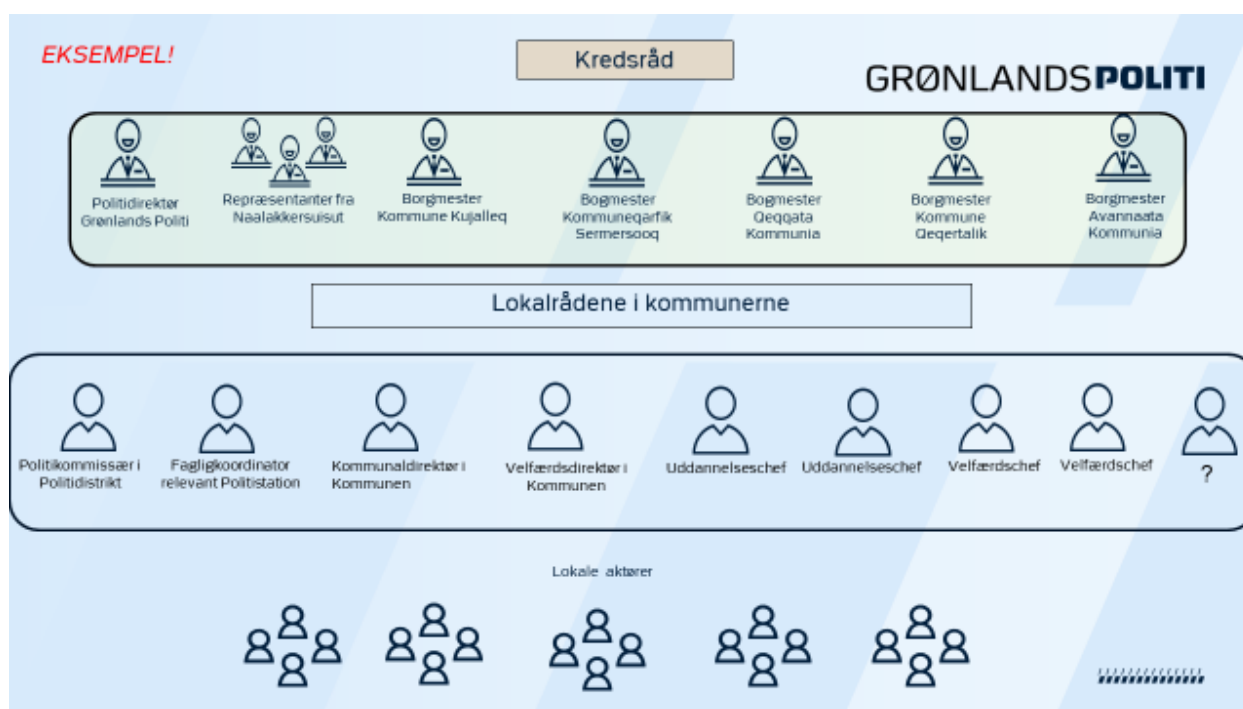 EKSEMPEL!
Kredsråd
GRØNLANDSPOLITI
Politidirektør
Grønlands Politi
Repræsentanter fra
Naalakkersuisut
Borgmester
Kommune Kujalleq
Bogmester
Kommuneqarfik
Sermersooq
Bogmester
Qeqqata
Kommunia
Borgmester
Kommune
Qeqertalik
Borgmester
Avannaata
Kommunia
Lokalrådene i kommunerne
Politikommissær i
Politidistrikt
Fagligkoordinator
relevant Politistation
Kommunaldirektør i
Kommunen
Velfærdsdirektør i
Kommunen
Uddannelseschef
Uddannelseschef
Velfærdschef
Velfærdschef
?
Lokale aktører